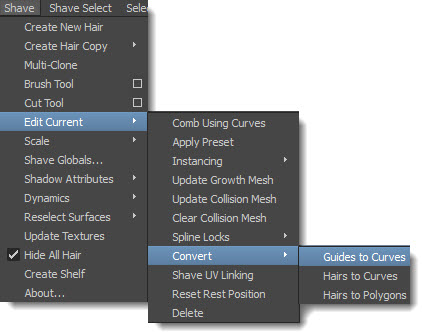 Shave Shave Select Selec
Create New Hair
Create Hair Copy
Multi-Clone
Brush Tool
Cut Tool
Edit Current
Scale
Shave Globals...
Shadow Attributes
Dynamics
Reselect Surfaces
Update Textures
Hide All Hair
Create Shelf
About...
Comb Using Curves
Apply Preset
Instancing
Update Growth Mesh
Update Collision Mesh
Clear Collision Mesh
Spline Locks
Convert
Shave UV Linking
Reset Rest Position
Delete
Guides to Curves
Hairs to Curves
Hairs to Polygons